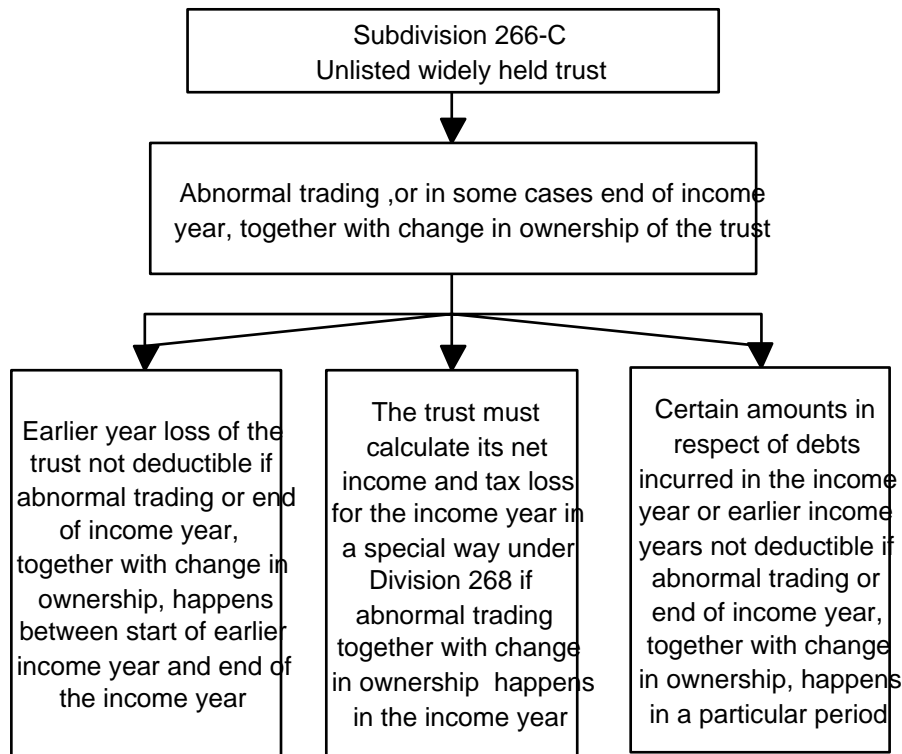 Subdivision 266-C
Unlisted widely held trust
Abnormal trading ,or in some cases end of income
year, together with change in ownership of the trust
Earlier year loss of the
trust not deductible if
abnormal trading or end
of income year,
together with change in
ownership, happens
between start of earlier
income year and end of
the income year
The trust must
calculate its net
income and tax loss
for the income year in
a special way under
Division 268 if
abnormal trading
together with change
in ownership happens
in the income year
Certain amounts in
respect of debts
incurred in the income
year or earlier income
years not deductible if
abnormal trading or
end of income year,
together with change
in ownership, happens
in a particular period